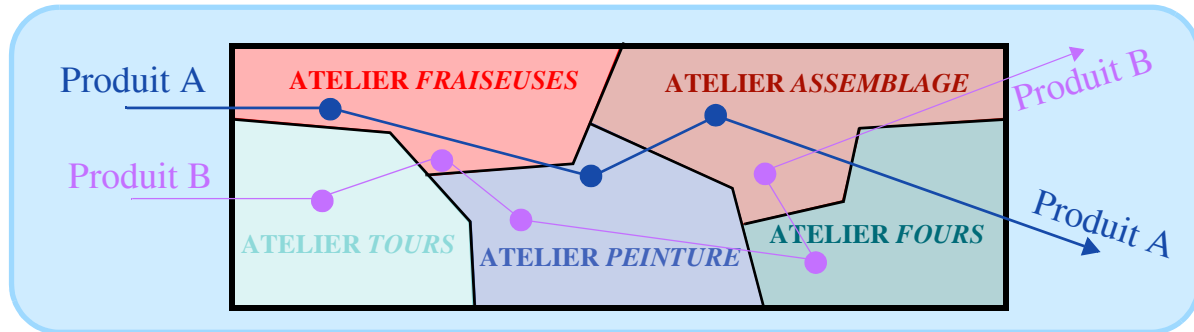 Produit A
ATELIER FRAISEUSES
ATELIER ASSEMBLAGE
Produit B
Produit B
ATELIER TOURS
ATELIER PEINTURE
ATELIER FOURS
Produit A